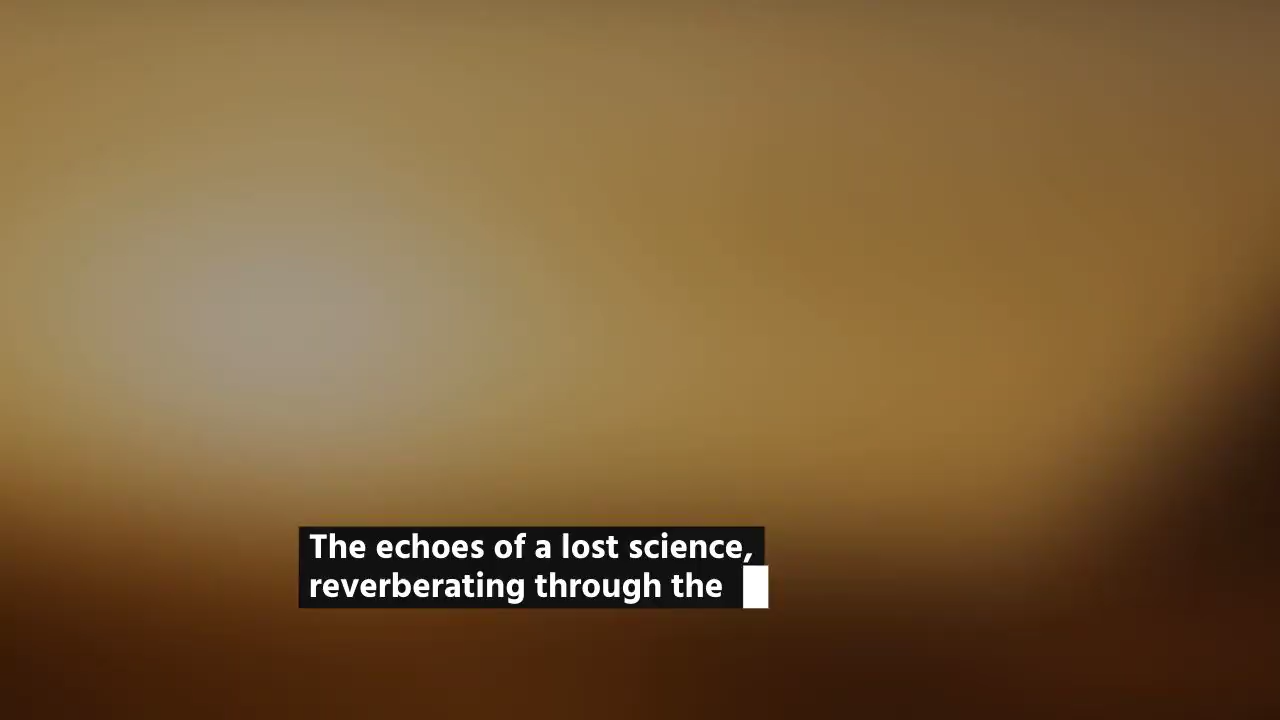 The echoes of a lost science,
reverberating through the